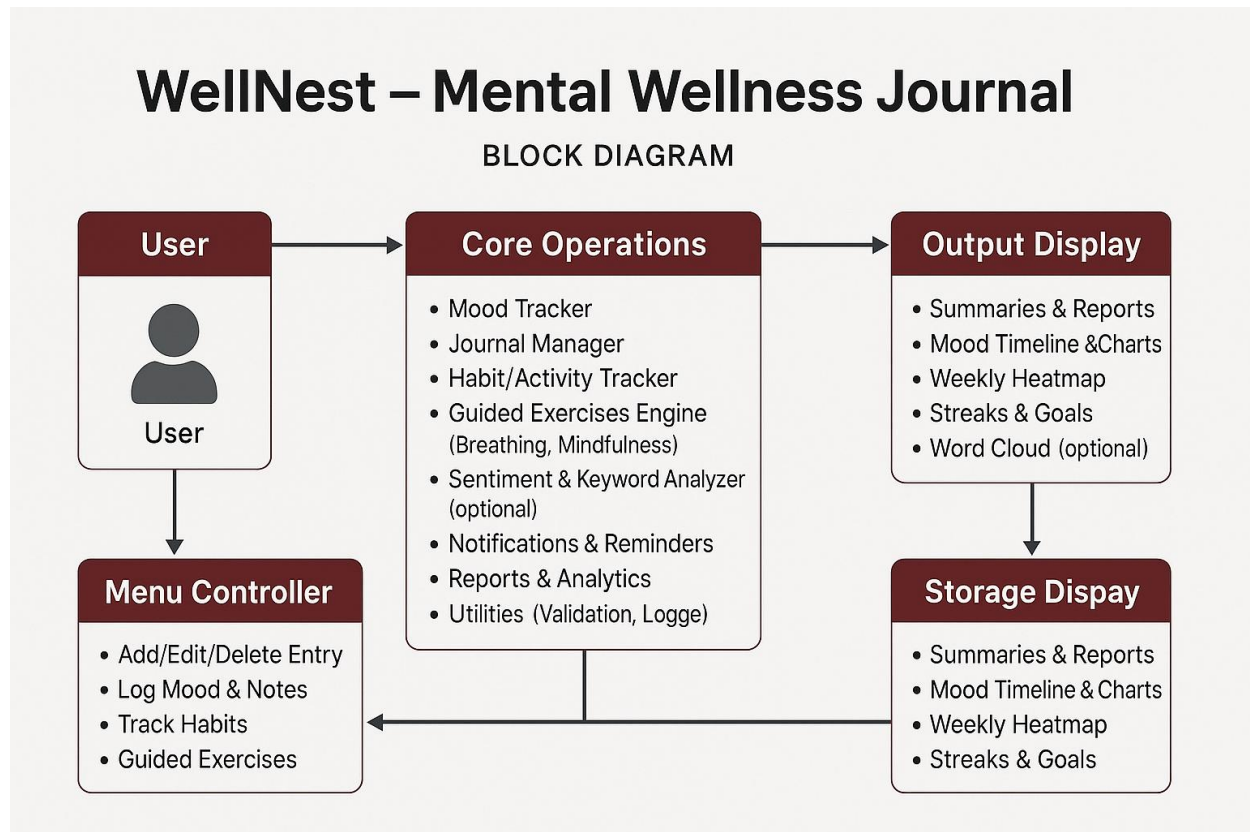 WellNest – Mental Wellness Journal
BLOCK DIAGRAM
User
User
Core Operations
• Mood Tracker
• Journal Manager
• Habit/Activity Tracker
• Guided Exercises Engine
(Breathing, Mindfulness)
• Sentiment & Keyword Analyzer
(optional)
• Notifications & Reminders
• Reports & Analytics
• Utilities (Validation, Logge)
Output Display
• Summaries & Reports
• Mood Timeline &Charts
• Weekly Heatmap
• Streaks & Goals
• Word Cloud (optional)
Menu Controller
• Add/Edit/Delete Entry
• Log Mood & Notes
• Track Habits
• Guided Exercises
Storage Dispay
• Summaries & Reports
• Mood Timeline & Charts
• Weekly Heatmap
• Streaks & Goals